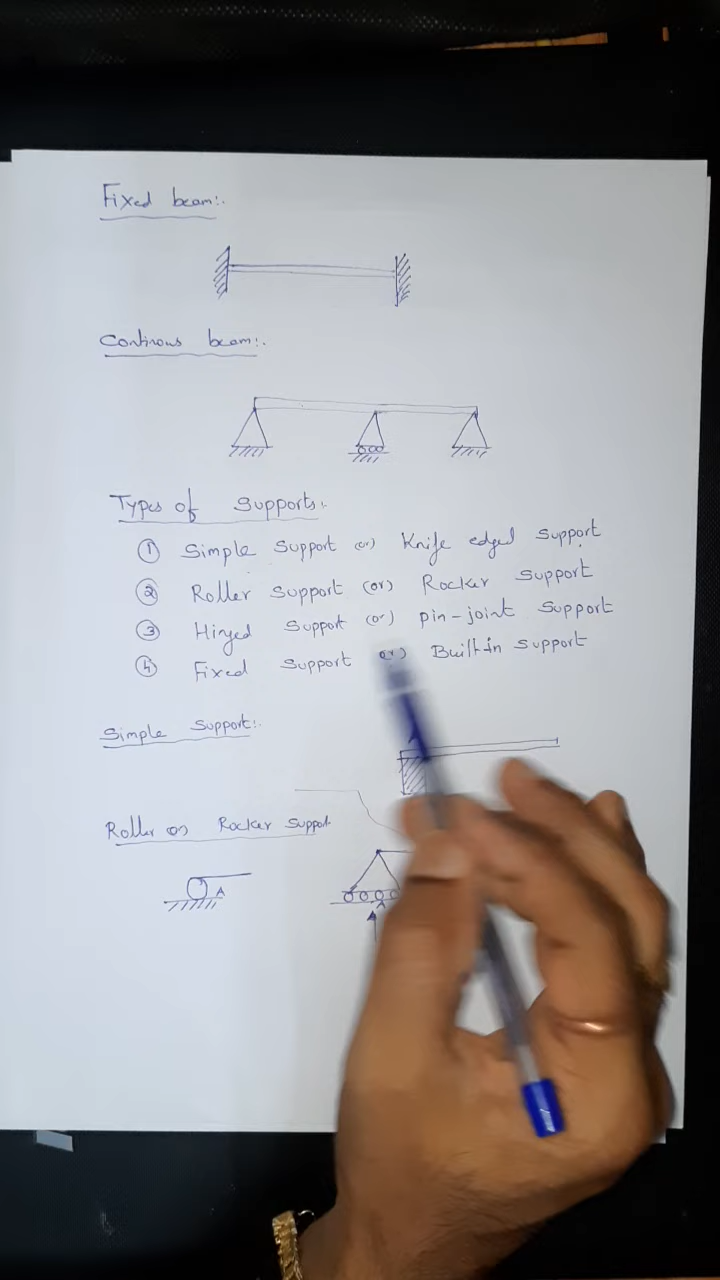 Fixed beam:.
Continous beam:.
Types of Supports:.
① Simple Support (or) Knife edged Support
② Roller Support (or) Rocker Support
③ Hinged Support (or) pin-joint Support
④ Fixed Support (or) Built-in Support
Simple Support:.
Roller or Rocker Support
A
A